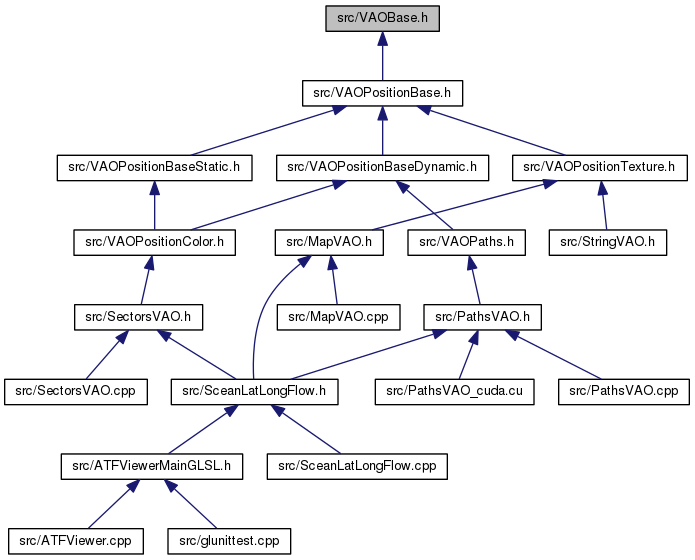 src/VAOBase.h
src/VAOPositionBase.h
src/VAOPositionBaseStatic.h
src/VAOPositionBaseDynamic.h
src/VAOPositionTexture.h
src/VAOPositionColor.h
src/MapVAO.h
src/VAOPaths.h
src/StringVAO.h
src/SectorsVAO.h
src/MapVAO.cpp
src/PathsVAO.h
src/SectorsVAO.cpp
src/SceanLatLongFlow.h
src/PathsVAO_cuda.cu
src/PathsVAO.cpp
src/ATFViewerMainGLSL.h
src/SceanLatLongFlow.cpp
src/ATFViewer.cpp
src/glunittest.cpp